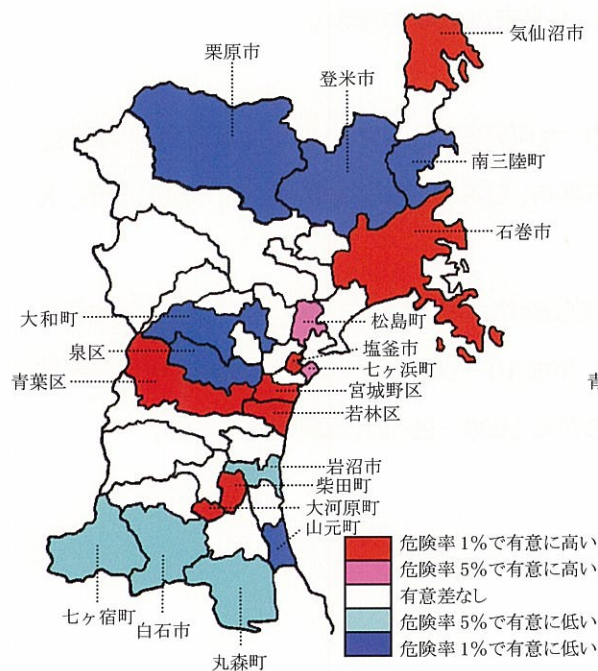 気仙沼市
栗原市
登米市
南三陸町
石巻市
大和町
松島町
泉区
塩釜市
七ヶ浜町
青葉区
宮城野区
若林区
岩沼市
柴田町
大河原町
山元町
七ヶ宿町
白石市
丸森町
危険率 1%で有意に高い
危険率 5%で有意に高い
有意差なし
危険率 5%で有意に低い
危険率 1%で有意に低い
青